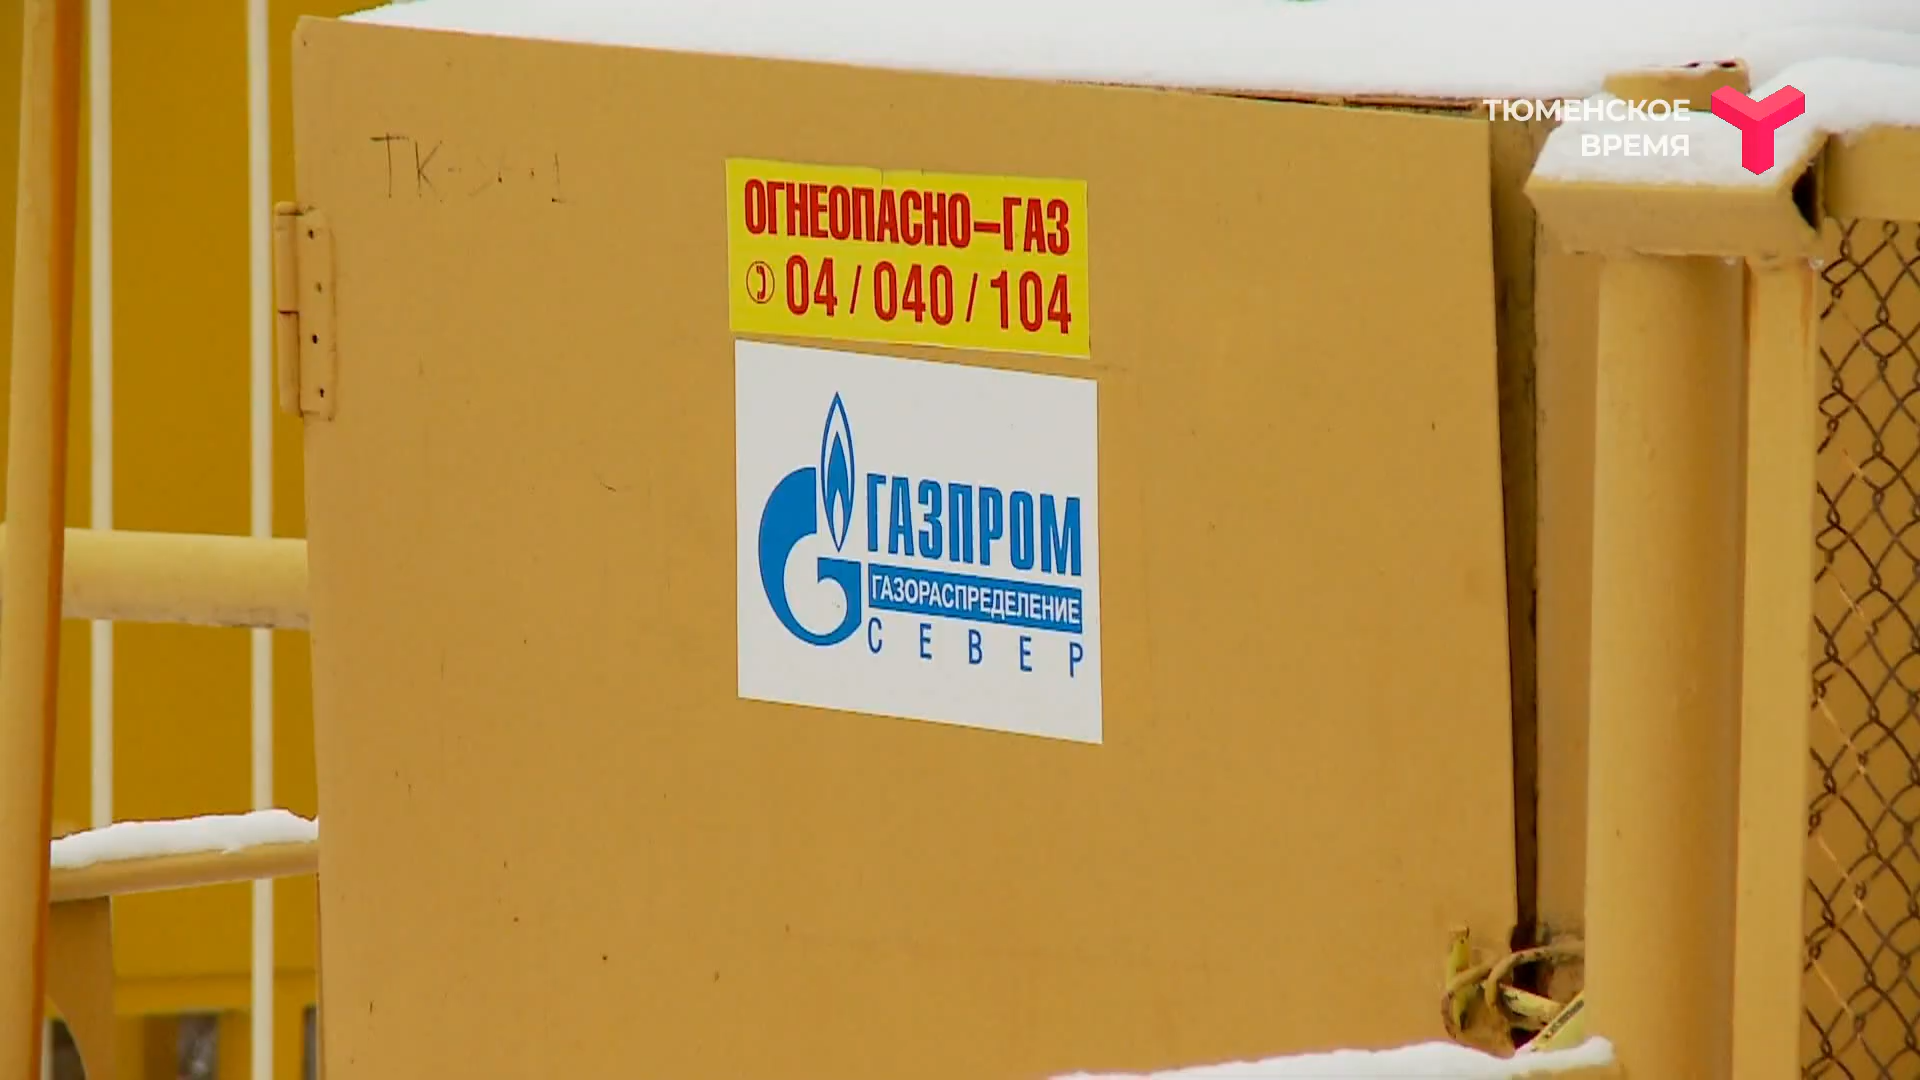 ТЮМЕНСКОЕ
ВРЕМЯ
ОГНЕОПАСНО–ГАЗ
04 / 040 / 104
ГАЗПРОМ
ГАЗОРАСПРЕДЕЛЕНИЕ
СЕВЕР